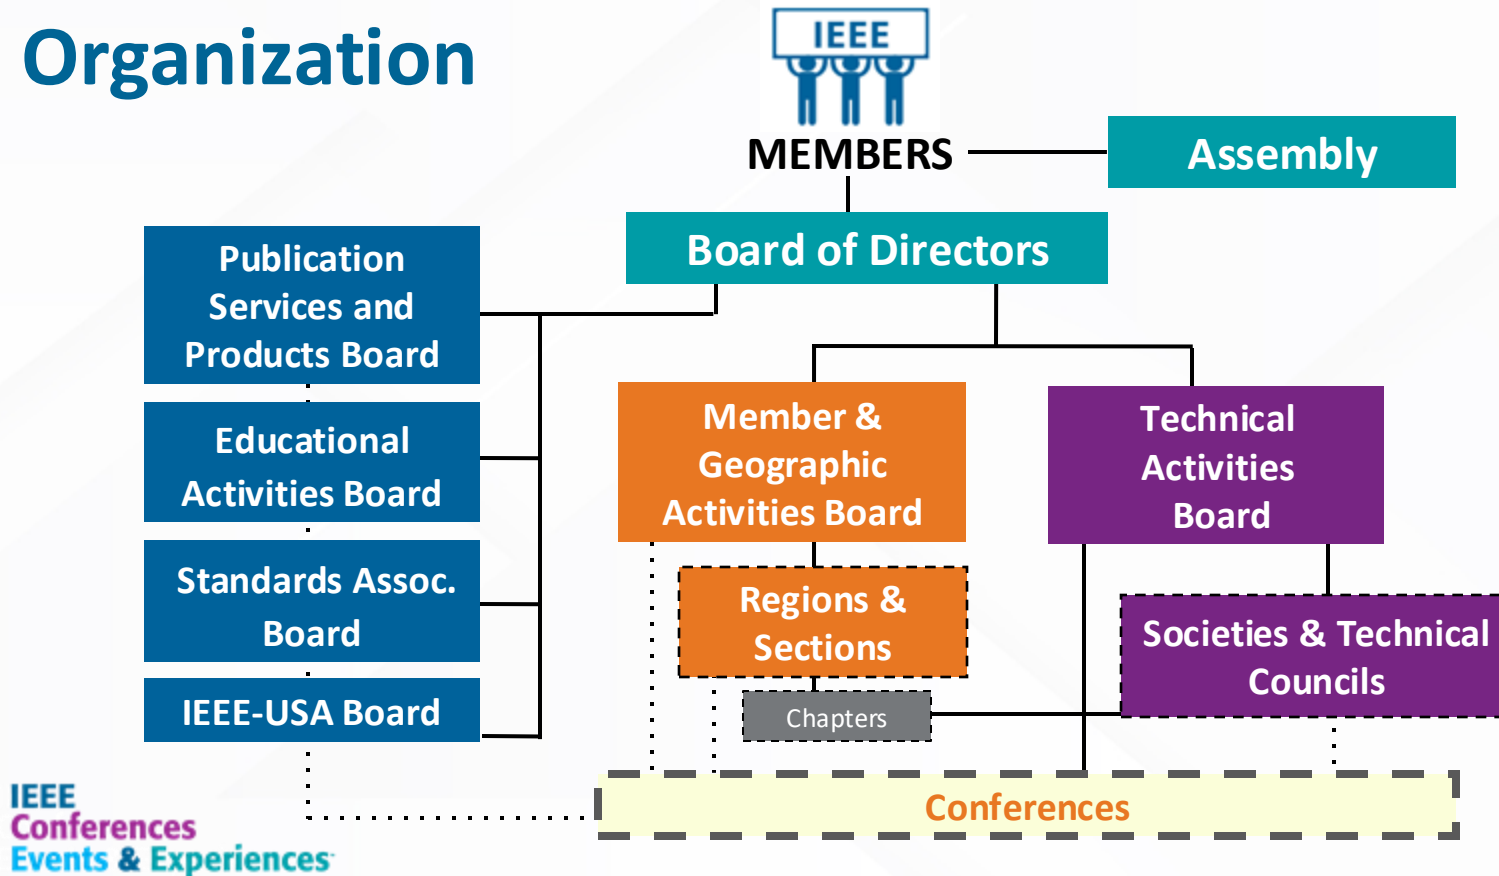 Organization
IEEE
MEMBERS
Assembly
Board of Directors
Publication
Services and
Products Board
Educational
Activities Board
Standards Assoc.
Board
IEEE-USA Board
Member &
Geographic
Activities Board
Technical
Activities
Board
Regions &
Sections
Societies & Technical
Councils
Chapters
Conferences
IEEE
Conferences
Events & Experiences